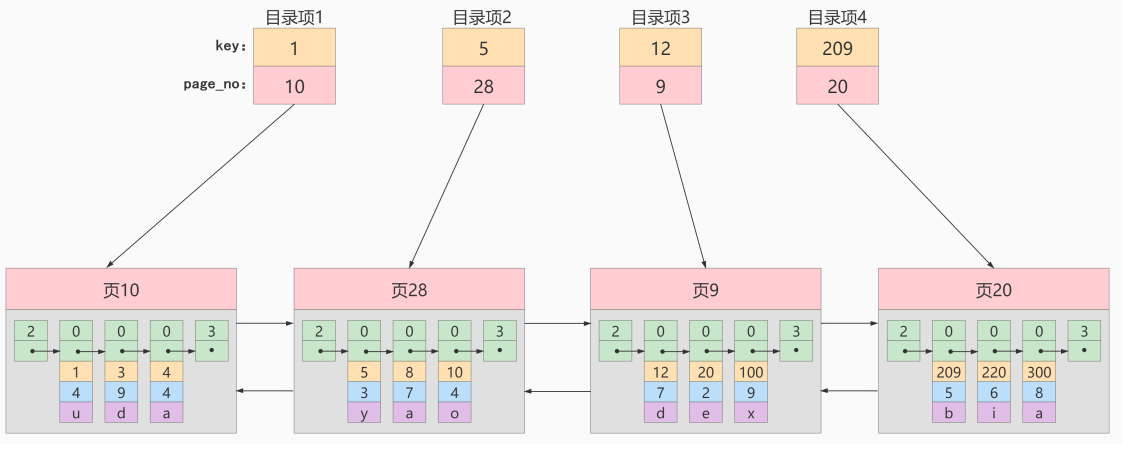 目录项1 目录项2 目录项3 目录项4
key: 1 5 12 209
page_no: 10 28 9 20
页10 页28 页9 页20
2 0 0 0 3 2 0 0 0 3 2 0 0 0 3 2 0 0 0 3
1 3 4 5 8 10 12 20 100 209 220 300
4 9 4 3 7 4 7 2 9 5 6 8
u d a y a o d e x b i a